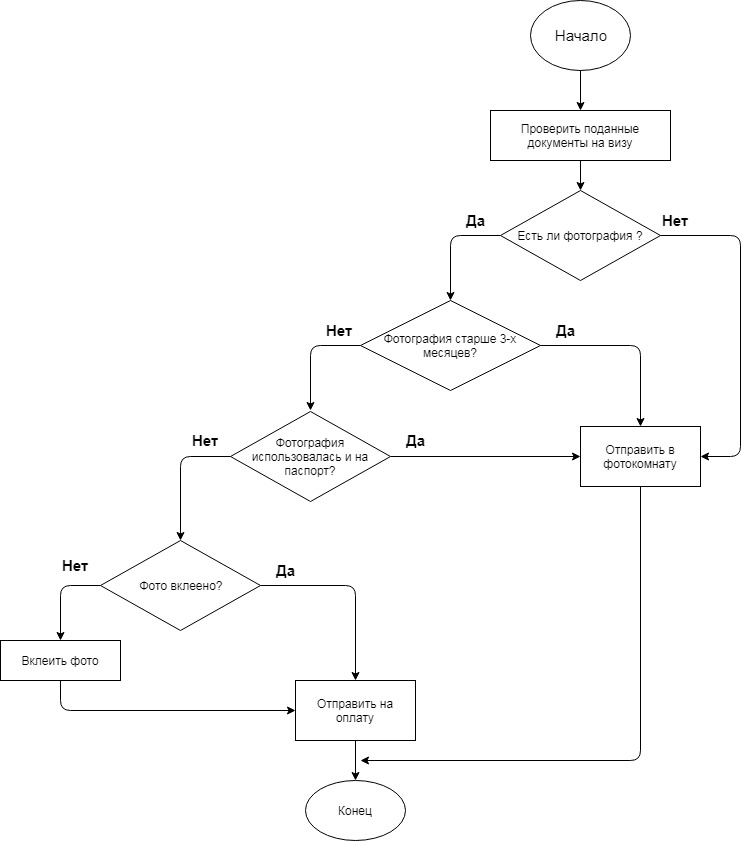 Начало
Проверить поданные
документы на визу
Да
Нет
Есть ли фотография ?
Нет
Да
Фотография старше 3-х
месяцев?
Нет
Да
Фотография
использовалась и на
паспорт?
Отправить в
фотокомнату
Нет
Да
Фото вклеено?
Вклеить фото
Отправить на
оплату
Конец